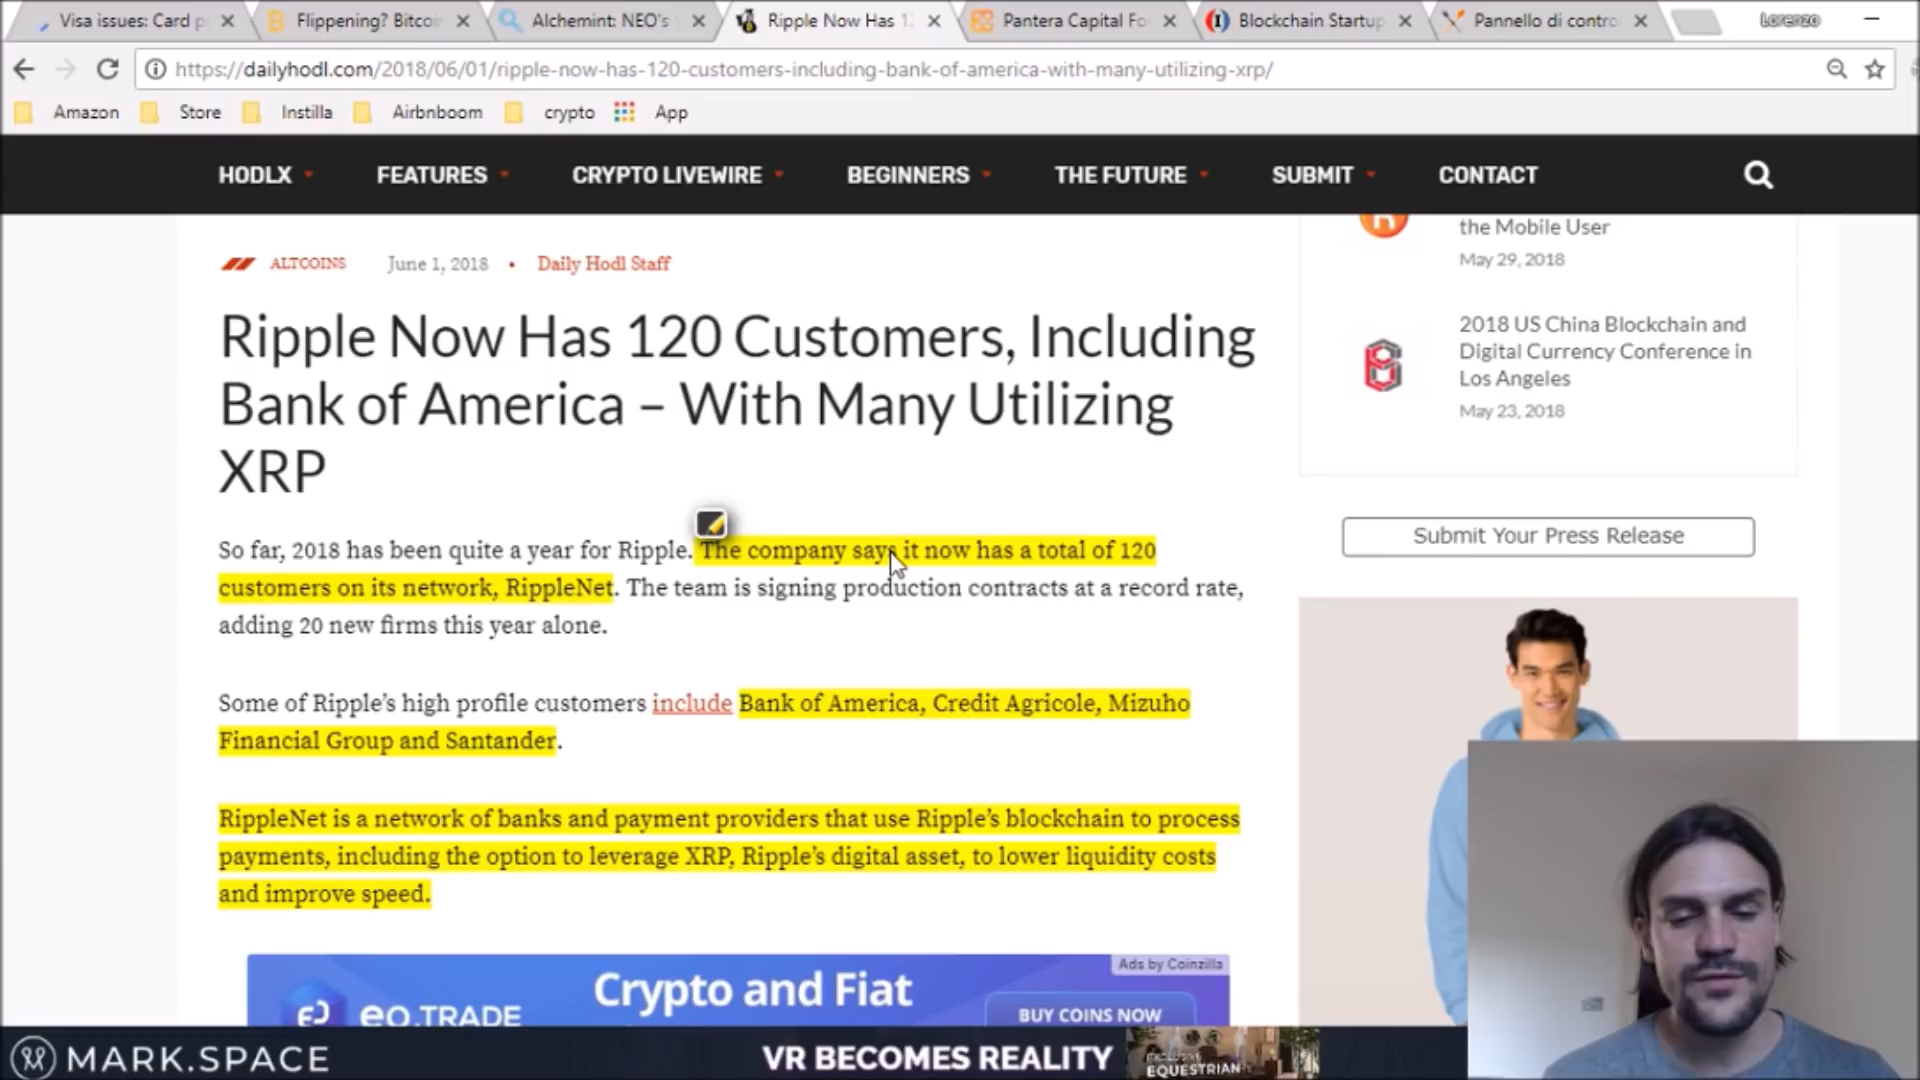 Visa issues: Card p
Flippening? Bitcoi
Alchemint: NEO's
Ripple Now Has 1
Pantera Capital Fo
Blockchain Startup
Pannello di contro
Lorenzo
https://dailyhodl.com/2018/06/01/ripple-now-has-120-customers-including-bank-of-america-with-many-utilizing-xrp/
Amazon
Store
Instilla
Airbnboom
crypto
App
HODLX
FEATURES
CRYPTO LIVEWIRE
BEGINNERS
THE FUTURE
SUBMIT
CONTACT
ALTCOINS
June 1, 2018 • Daily Hodl Staff
Ripple Now Has 120 Customers, Including
Bank of America – With Many Utilizing
XRP
So far, 2018 has been quite a year for Ripple. The company says it now has a total of 120
customers on its network, RippleNet. The team is signing production contracts at a record rate,
adding 20 new firms this year alone.
Some of Ripple's high profile customers include Bank of America, Credit Agricole, Mizuho
Financial Group and Santander.
RippleNet is a network of banks and payment providers that use Ripple's blockchain to process
payments, including the option to leverage XRP, Ripple's digital asset, to lower liquidity costs
and improve speed.
the Mobile User
May 29, 2018
2018 US China Blockchain and
Digital Currency Conference in
Los Angeles
May 23, 2018
Submit Your Press Release
Ads by Coinzilla
Crypto and Fiat
eo.TRADE
BUY COINS NOW
MARK.SPACE
VR BECOMES REALITY
EXCLUSIVE
EQUESTRIAN